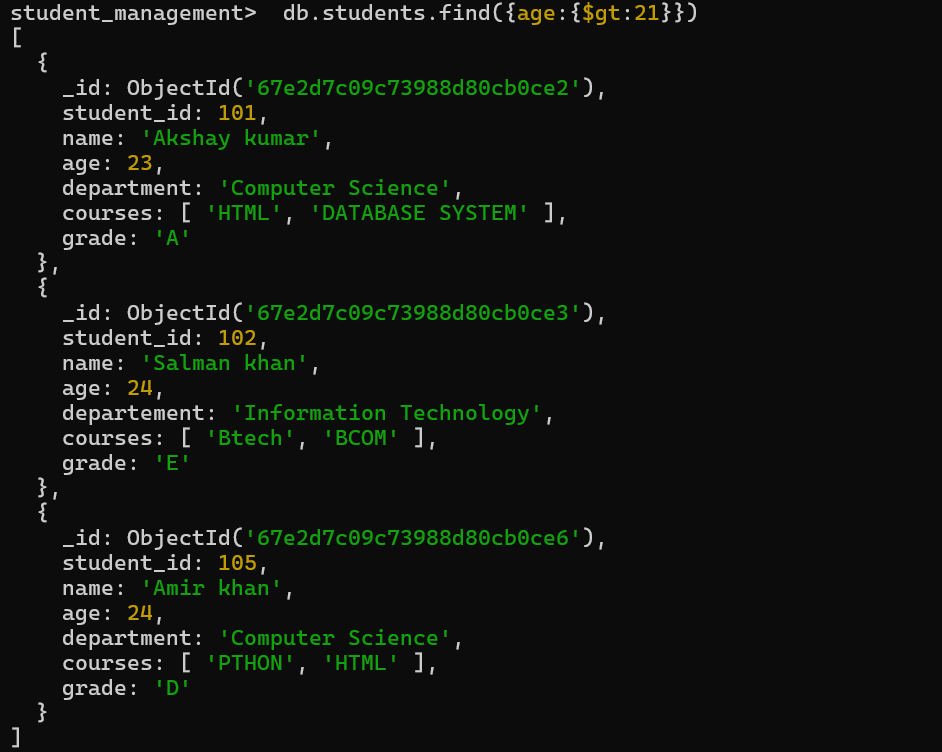 student_management>  db.students.find({age:{$gt:21}})
[
  {
    _id: ObjectId('67e2d7c09c73988d80cb0ce2'),
    student_id: 101,
    name: 'Akshay kumar',
    age: 23,
    department: 'Computer Science',
    courses: [ 'HTML', 'DATABASE SYSTEM' ],
    grade: 'A'
  },
  {
    _id: ObjectId('67e2d7c09c73988d80cb0ce3'),
    student_id: 102,
    name: 'Salman khan',
    age: 24,
    departement: 'Information Technology',
    courses: [ 'Btech', 'BCOM' ],
    grade: 'E'
  },
  {
    _id: ObjectId('67e2d7c09c73988d80cb0ce6'),
    student_id: 105,
    name: 'Amir khan',
    age: 24,
    department: 'Computer Science',
    courses: [ 'PTHON', 'HTML' ],
    grade: 'D'
  }
]